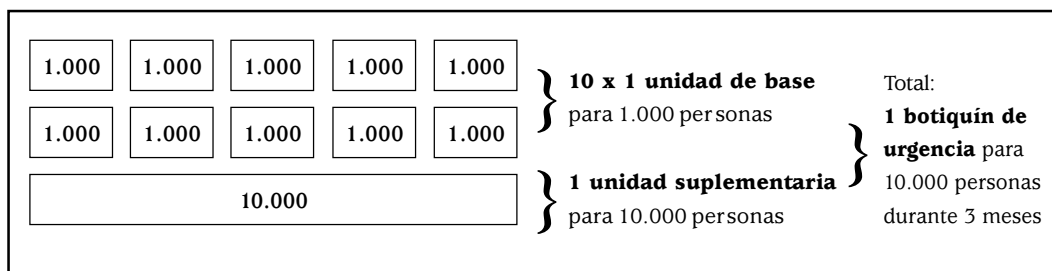 1.000 1.000 1.000 1.000 1.000
1.000 1.000 1.000 1.000 1.000
10.000
10 x 1 unidad de base
para 1.000 personas
1 unidad suplementaria
para 10.000 personas
Total:
1 botiquín de
urgencia para
10.000 personas
durante 3 meses